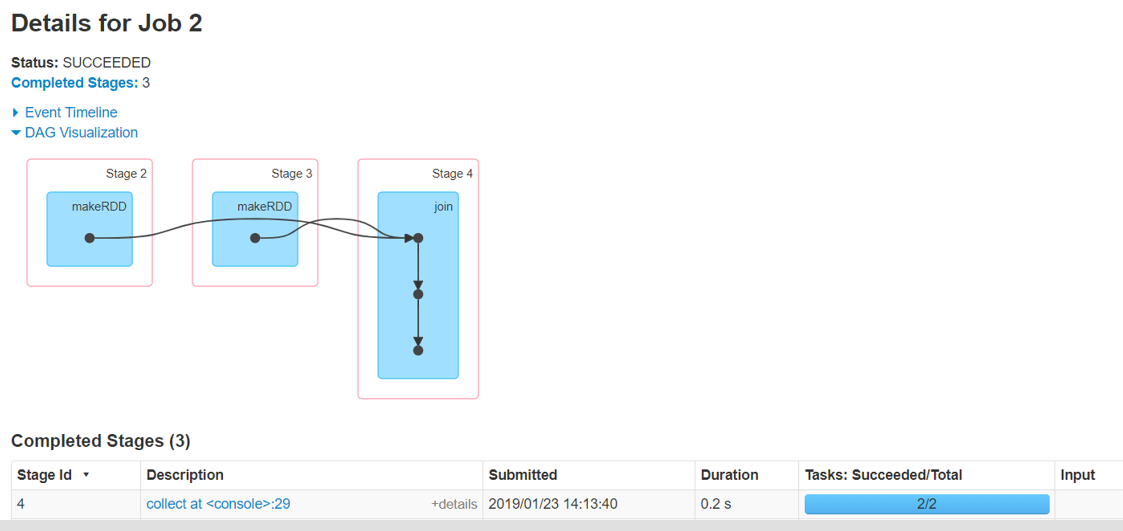 Details for Job 2
Status: SUCCEEDED
Completed Stages: 3
Event Timeline
DAG Visualization
Stage 2 Stage 3 Stage 4
makeRDD makeRDD join
Completed Stages (3)
Stage Id Description Submitted Duration Tasks: Succeeded/Total Input
4 collect at <console>:29 +details 2019/01/23 14:13:40 0.2 s 2/2